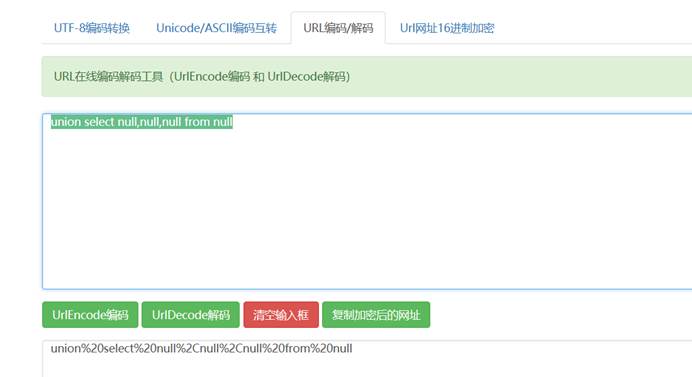 UTF-8编码转换 Unicode/ASCII编码互转 URL编码/解码 Url网址16进制加密
URL在线编码解码工具（UrlEncode编码 和 UrlDecode解码）
union select null,null,null from null
UrlEncode编码 UrlDecode解码 清空输入框 复制加密后的网址
union%20select%20null%2Cnull%2Cnull%20from%20null